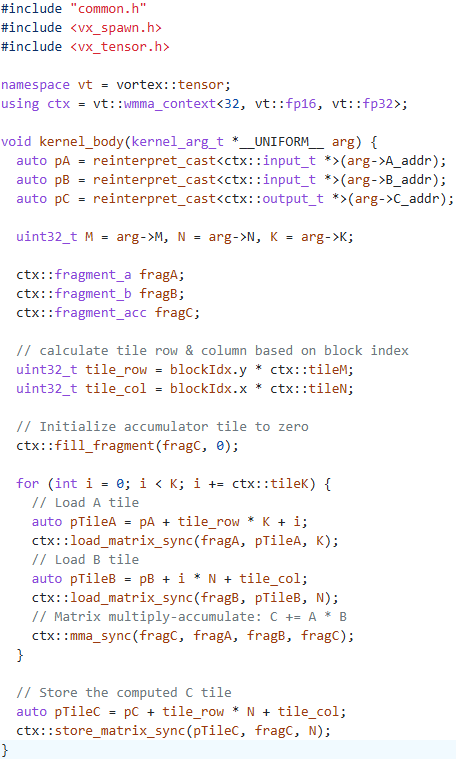 #include "common.h"
#include <vx_spawn.h>
#include <vx_tensor.h>

namespace vt = vortex::tensor;
using ctx = vt::wmma_context<32, vt::fp16, vt::fp32>;

void kernel_body(kernel_arg_t *__UNIFORM__ arg) {
  auto pA = reinterpret_cast<ctx::input_t *>(arg->A_addr);
  auto pB = reinterpret_cast<ctx::input_t *>(arg->B_addr);
  auto pC = reinterpret_cast<ctx::output_t *>(arg->C_addr);

  uint32_t M = arg->M, N = arg->N, K = arg->K;

  ctx::fragment_a fragA;
  ctx::fragment_b fragB;
  ctx::fragment_acc fragC;

  // calculate tile row & column based on block index
  uint32_t tile_row = blockIdx.y * ctx::tileM;
  uint32_t tile_col = blockIdx.x * ctx::tileN;

  // Initialize accumulator tile to zero
  ctx::fill_fragment(fragC, 0);

  for (int i = 0; i < K; i += ctx::tileK) {
    // Load A tile
    auto pTileA = pA + tile_row * K + i;
    ctx::load_matrix_sync(fragA, pTileA, K);
    // Load B tile
    auto pTileB = pB + i * N + tile_col;
    ctx::load_matrix_sync(fragB, pTileB, N);
    // Matrix multiply-accumulate: C += A * B
    ctx::mma_sync(fragC, fragA, fragB, fragC);
  }

  // Store the computed C tile
  auto pTileC = pC + tile_row * N + tile_col;
  ctx::store_matrix_sync(pTileC, fragC, N);
}